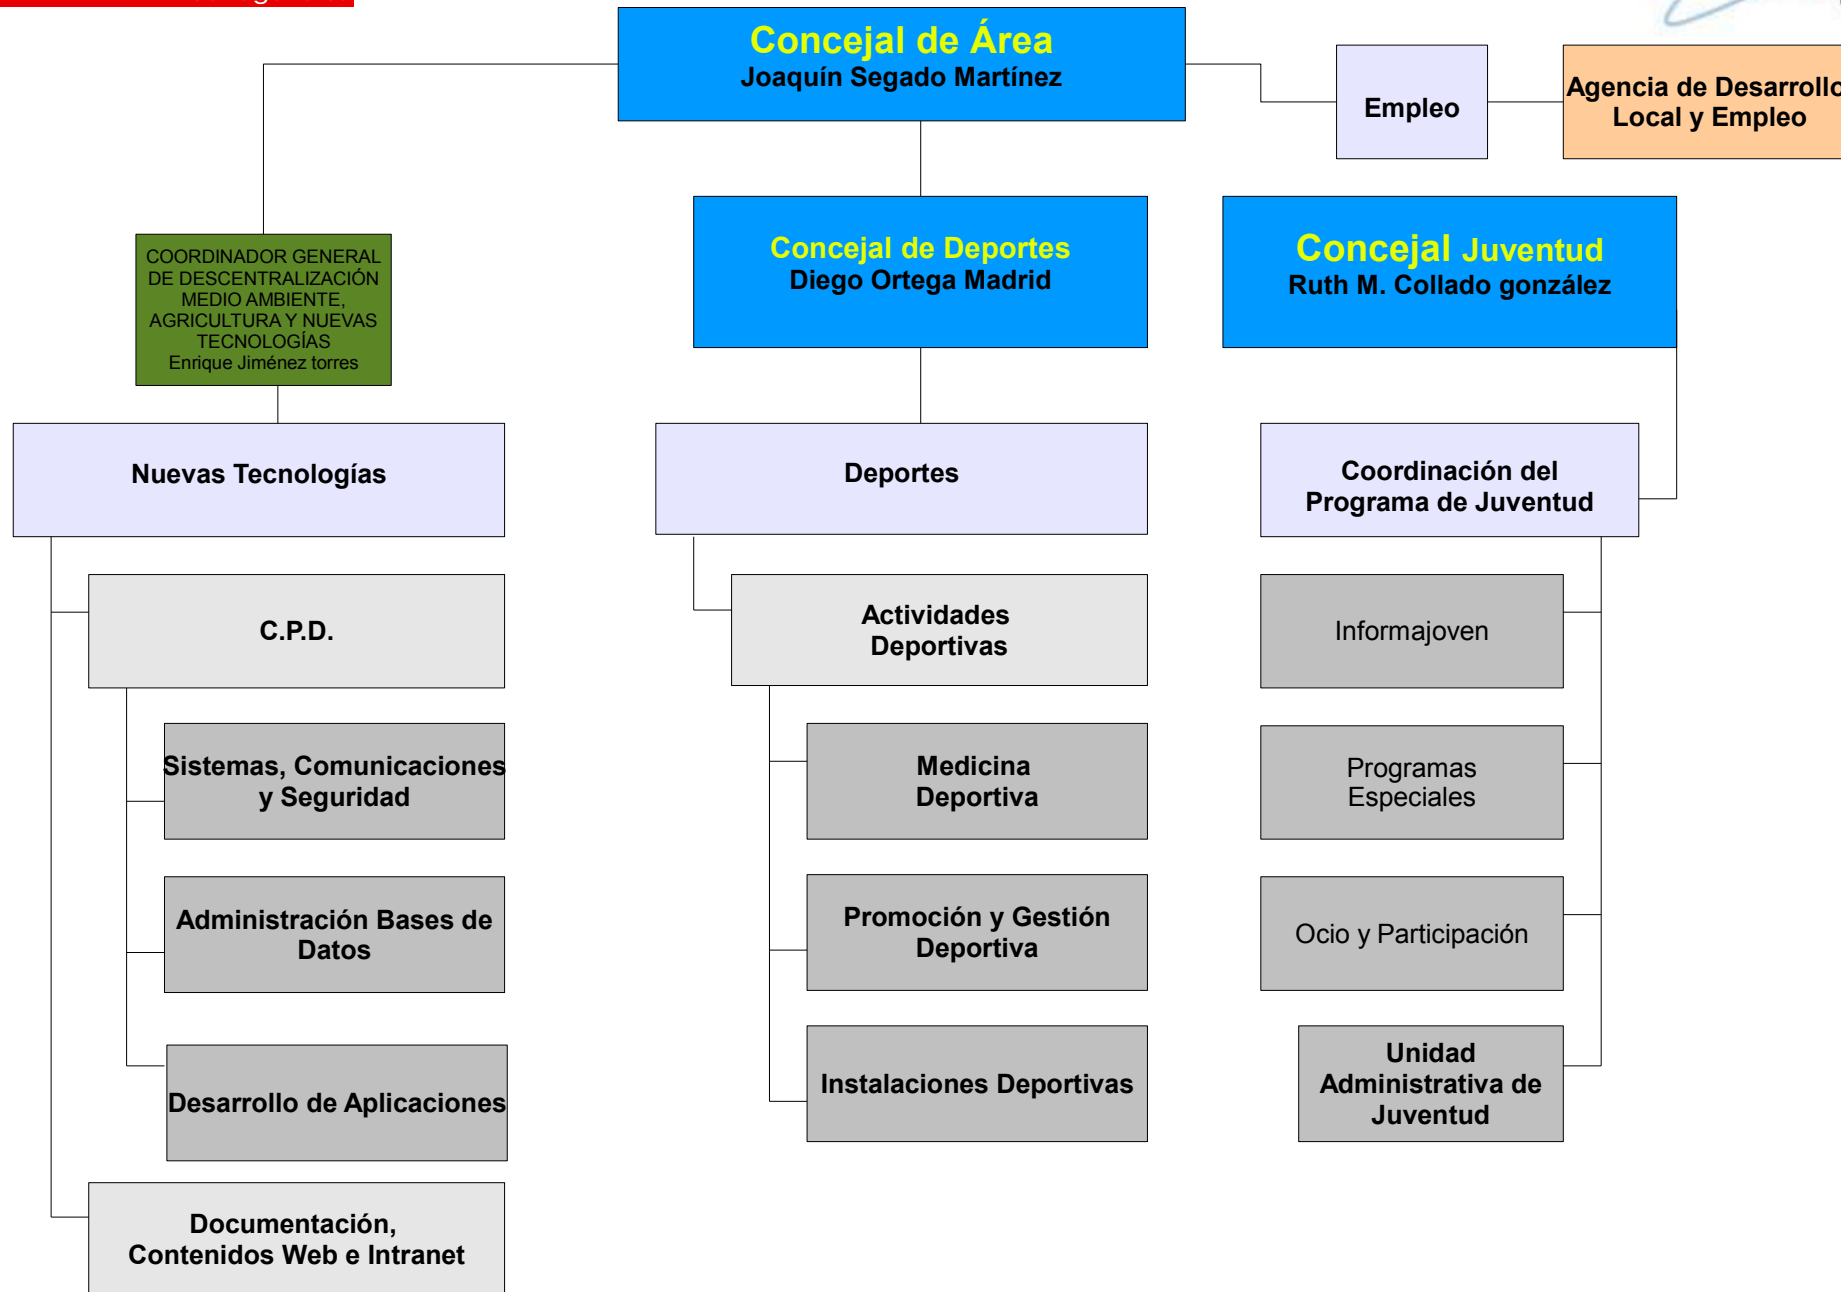 Concejal de Área
Joaquín Segado Martínez
Empleo
Agencia de Desarrollo
Local y Empleo
COORDINADOR GENERAL
DE DESCENTRALIZACIÓN
MEDIO AMBIENTE,
AGRICULTURA Y NUEVAS
TECNOLOGÍAS
Enrique Jiménez torres
Concejal de Deportes
Diego Ortega Madrid
Concejal Juventud
Ruth M. Collado gonzález
Nuevas Tecnologías
Deportes
Coordinación del
Programa de Juventud
C.P.D.
Actividades
Deportivas
Informajoven
Sistemas, Comunicaciones
y Seguridad
Medicina
Deportiva
Programas
Especiales
Administración Bases de
Datos
Promoción y Gestión
Deportiva
Ocio y Participación
Desarrollo de Aplicaciones
Instalaciones Deportivas
Unidad
Administrativa de
Juventud
Documentación,
Contenidos Web e Intranet